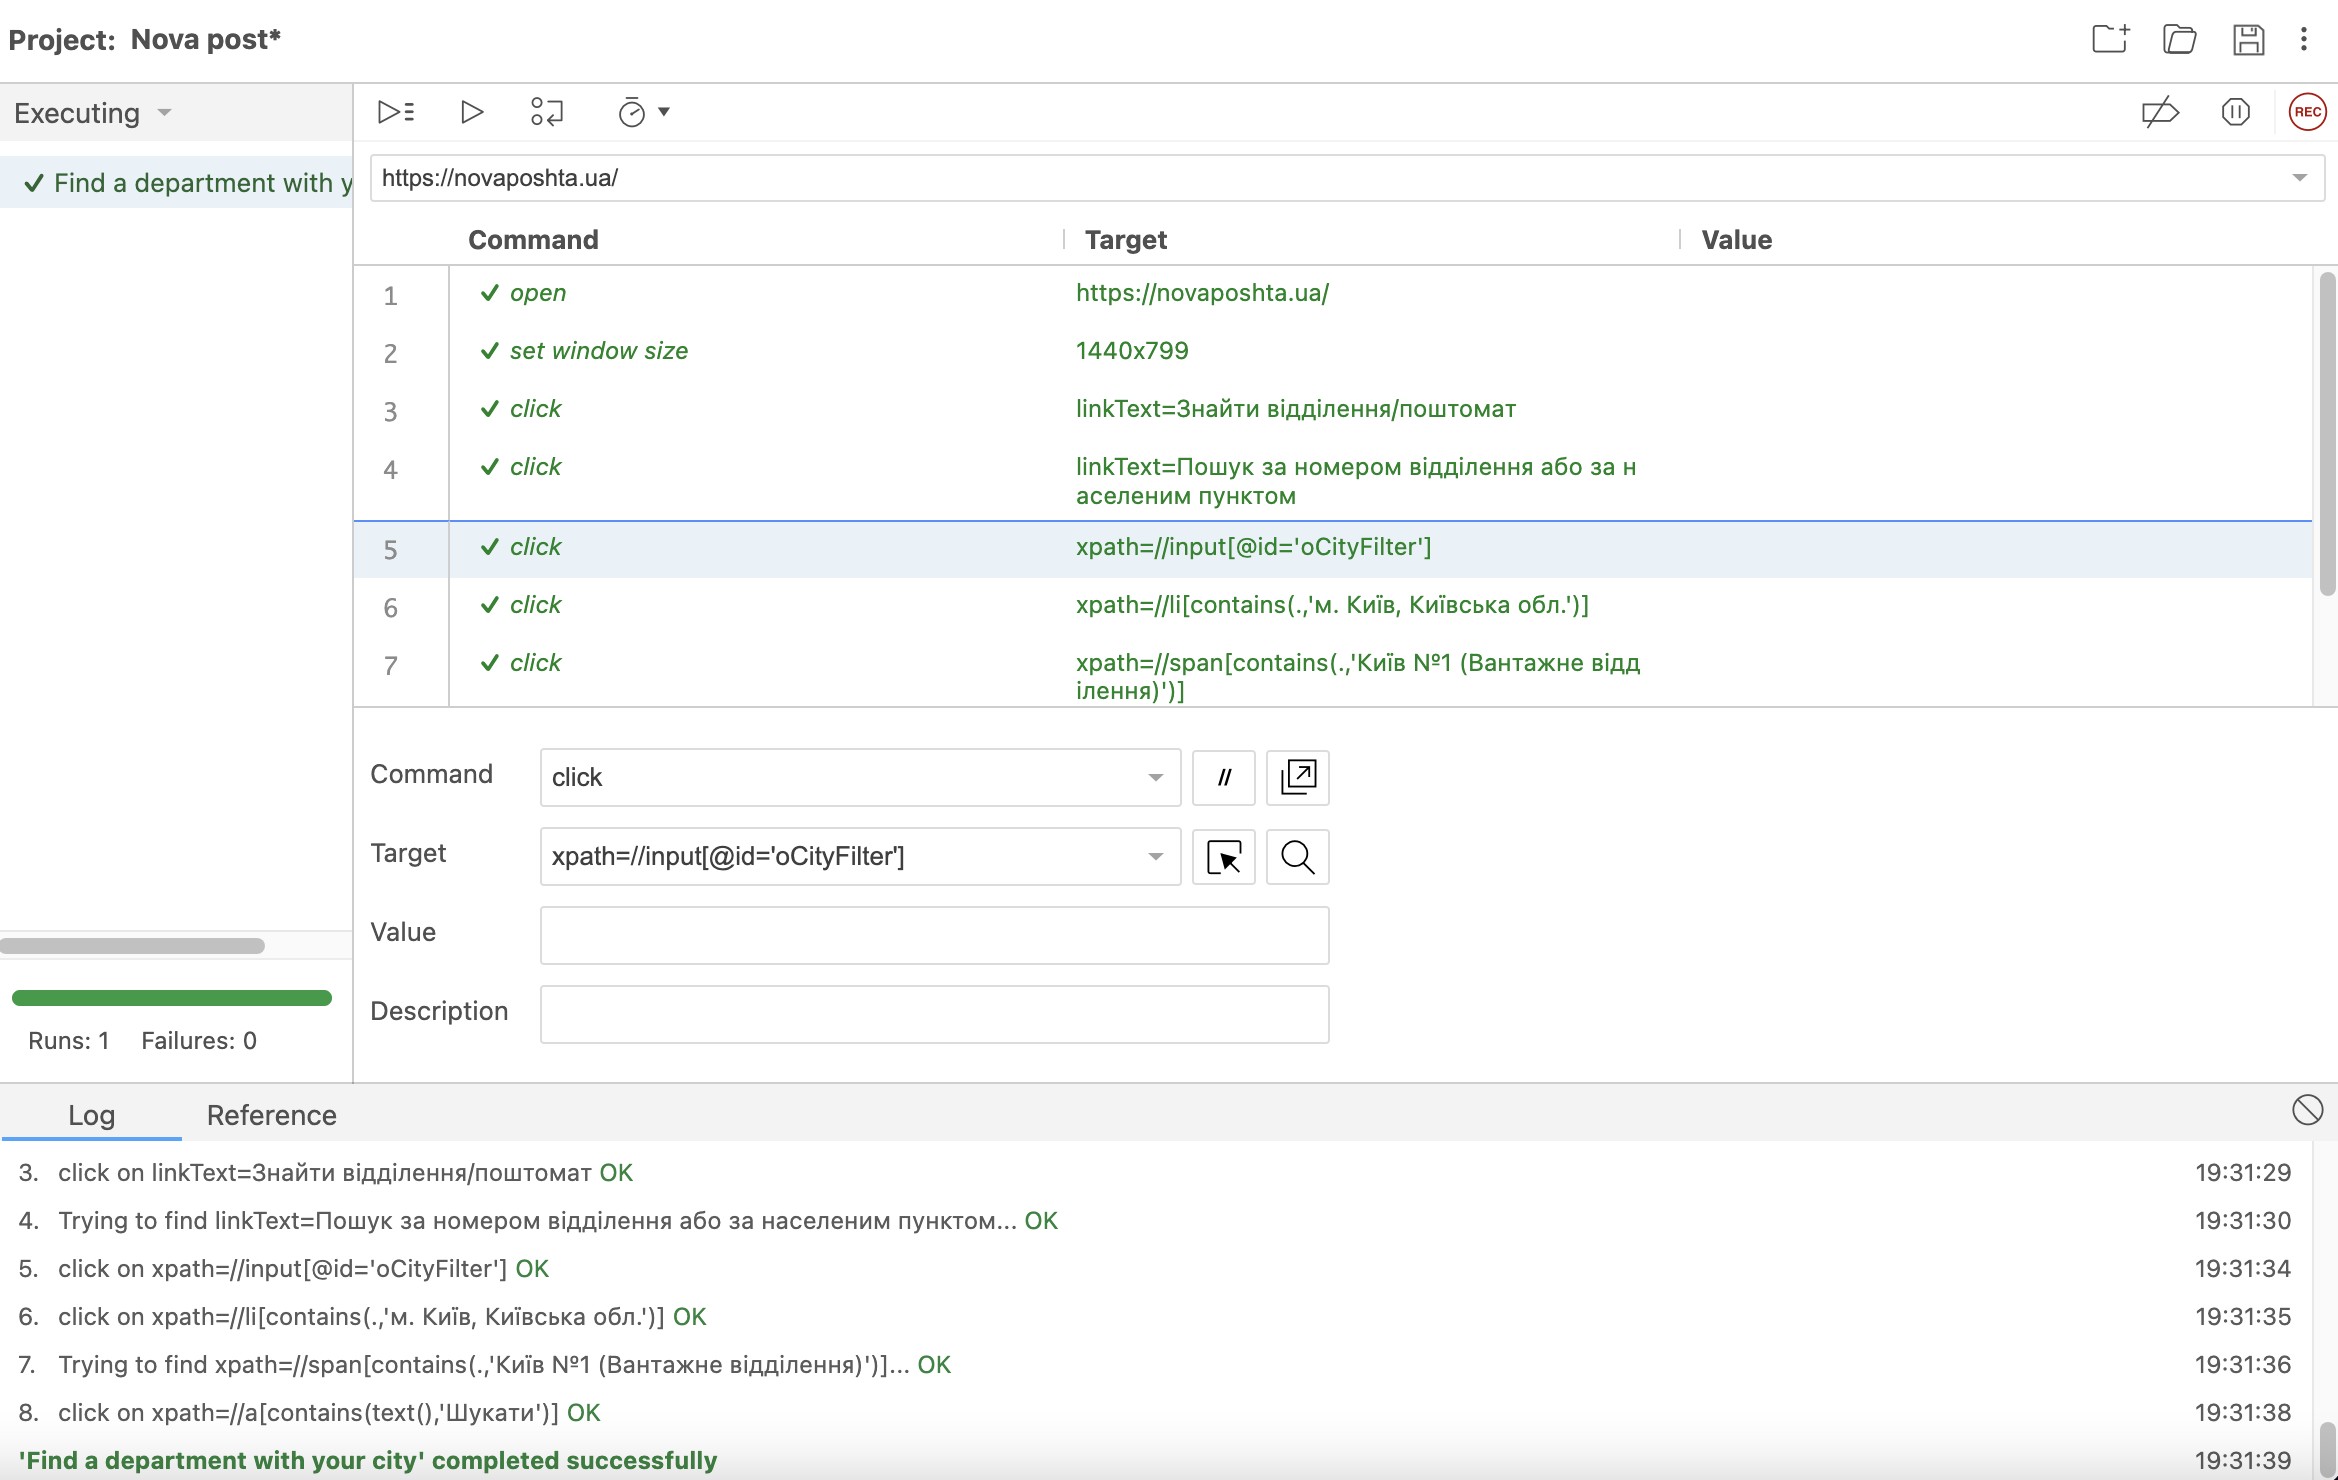 Project: Nova post*
Executing
REC
Find a department with y
https://novaposhta.ua/
Command Target Value
1 open https://novaposhta.ua/
2 set window size 1440x799
3 click linkText=Знайти відділення/поштомат
4 click linkText=Пошук за номером відділення або за н
аселеним пунктом
5 click xpath=//input[@id='oCityFilter']
6 click xpath=//li[contains(.,'м. Київ, Київська обл.')]
7 click xpath=//span[contains(.,'Київ №1 (Вантажне відд
ілення)')]
Command click //
Target xpath=//input[@id='oCityFilter']
Value
Description
Runs: 1 Failures: 0
Log Reference
3. click on linkText=Знайти відділення/поштомат OK 19:31:29
4. Trying to find linkText=Пошук за номером відділення або за населеним пунктом... OK 19:31:30
5. click on xpath=//input[@id='oCityFilter'] OK 19:31:34
6. click on xpath=//li[contains(.,'м. Київ, Київська обл.')] OK 19:31:35
7. Trying to find xpath=//span[contains(.,'Київ №1 (Вантажне відділення)')]... OK 19:31:36
8. click on xpath=//a[contains(text(),'Шукати')] OK 19:31:38
'Find a department with your city' completed successfully 19:31:39